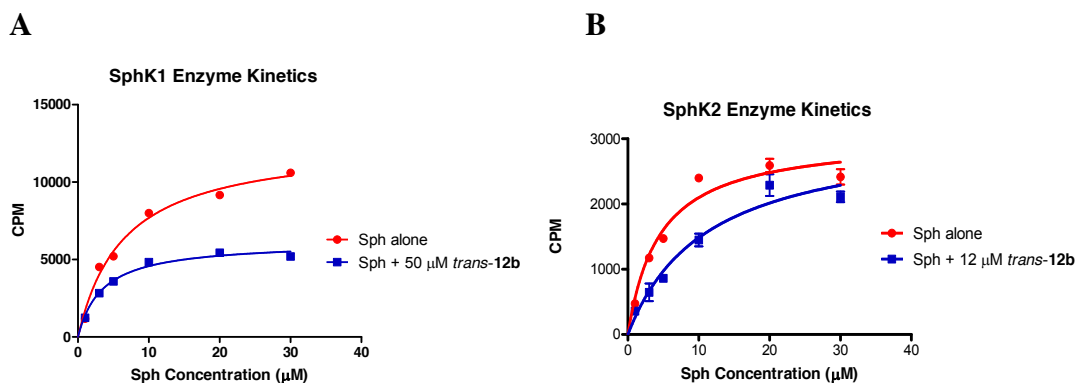 A
SphK1 Enzyme Kinetics
15000
10000
5000
0
CPM
0 10 20 30 40
Sph Concentration (μM)
Sph alone
Sph + 50 μM trans-12b
B
SphK2 Enzyme Kinetics
3000
2000
1000
0
CPM
0 10 20 30 40
Sph Concentration (μM)
Sph alone
Sph + 12 μM trans-12b